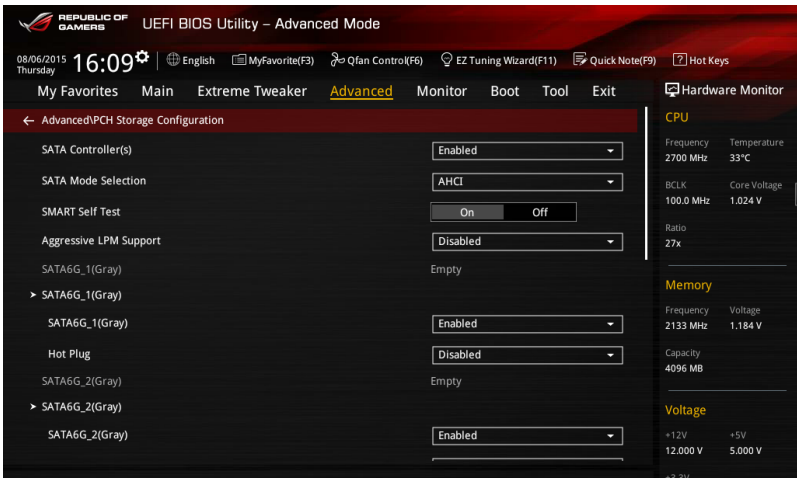 REPUBLIC OF
GAMERS
UEFI BIOS Utility – Advanced Mode
08/06/2015
Thursday
16:09
English
MyFavorite(F3)
Qfan Control(F6)
EZ Tuning Wizard(F11)
Quick Note(F9)
? Hot Keys
My Favorites Main Extreme Tweaker Advanced Monitor Boot Tool Exit
Hardware Monitor
← Advanced\PCH Storage Configuration
SATA Controller(s) Enabled
SATA Mode Selection AHCI
SMART Self Test On Off
Aggressive LPM Support Disabled
SATA6G_1(Gray) Empty
> SATA6G_1(Gray)
SATA6G_1(Gray) Enabled
Hot Plug Disabled
SATA6G_2(Gray) Empty
> SATA6G_2(Gray)
SATA6G_2(Gray) Enabled
CPU
Frequency Temperature
2700 MHz 33°C
BCLK Core Voltage
100.0 MHz 1.024 V
Ratio
27x
Memory
Frequency Voltage
2133 MHz 1.184 V
Capacity
4096 MB
Voltage
+12V +5V
12.000 V 5.000 V
+3.3V